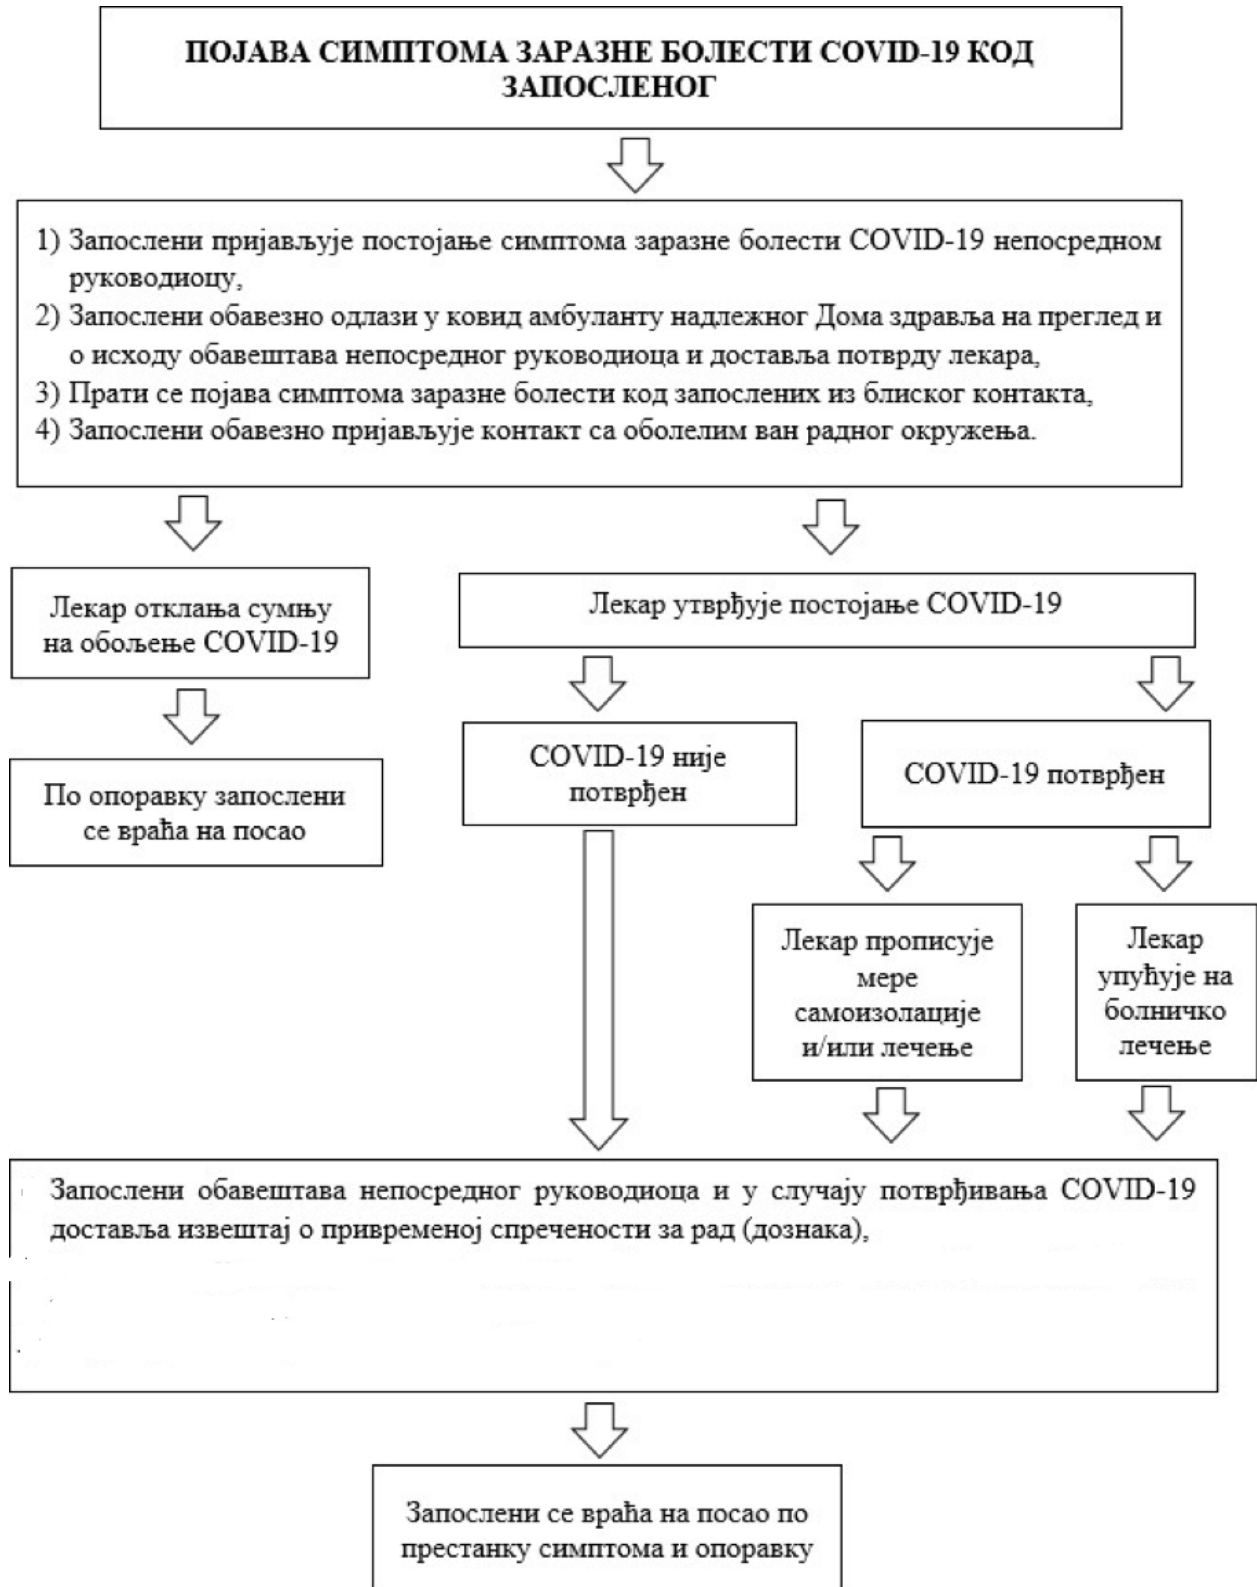 ПОЈАВА СИМПТОМА ЗАРАЗНЕ БОЛЕСТИ COVID-19 КОД
ЗАПОСЛЕНОГ
1) Запослени пријављује постојање симптома заразне болести COVID-19 непосредном
руководиоцу,
2) Запослени обавезно одлази у ковид амбуланту надлежног Дома здравља на преглед и
о исходу обавештава непосредног руководиоца и доставља потврду лекара,
3) Прати се појава симптома заразне болести код запослених из блиског контакта,
4) Запослени обавезно пријављује контакт са оболелим ван радног окружења.
Лекар отклања сумњу
на обољење COVID-19
Лекар утврђује постојање COVID-19
По опоравку запослени
се враћа на посао
COVID-19 није
потврђен
COVID-19 потврђен
Лекар прописује
мере
самоизолације
и/или лечење
Лекар
упућује на
болничко
лечење
Запослени обавештава непосредног руководиоца и у случају потврђивања COVID-19
доставља извештај о привременој спречености за рад (дознака),
Запослени се враћа на посао по
престанку симптома и опоравку